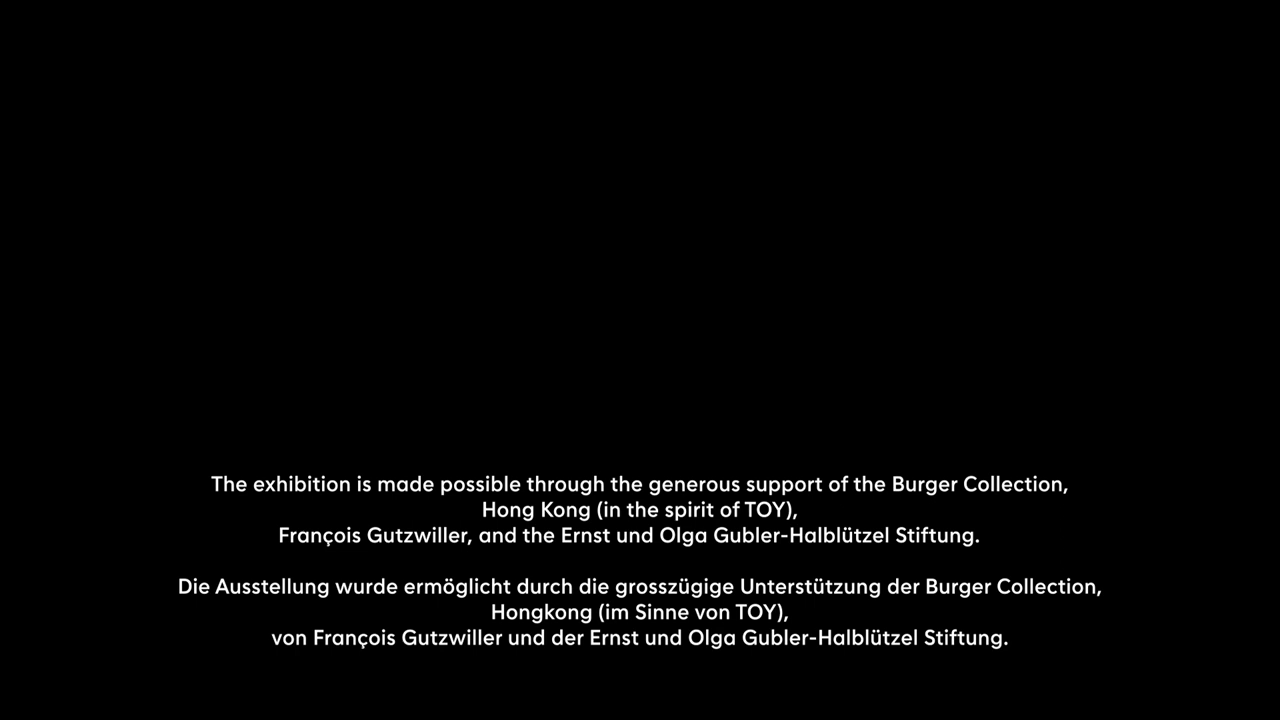 The exhibition is made possible through the generous support of the Burger Collection,
Hong Kong (in the spirit of TOY),
François Gutzwiller, and the Ernst und Olga Gubler-Halblützel Stiftung.
Die Ausstellung wurde ermöglicht durch die grosszügige Unterstützung der Burger Collection,
Hongkong (im Sinne von TOY),
von François Gutzwiller und der Ernst und Olga Gubler-Halblützel Stiftung.